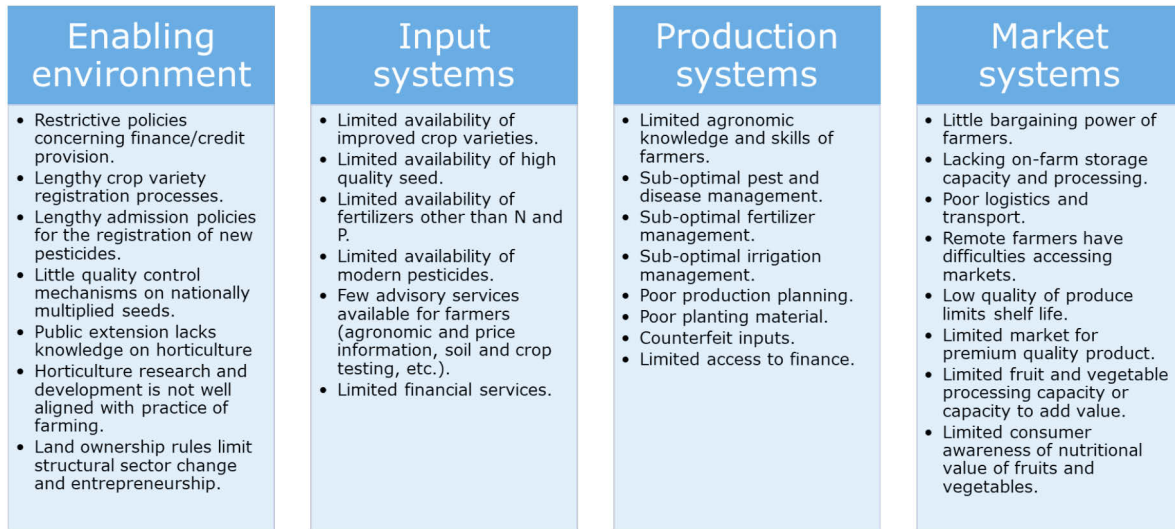 Enabling
environment
• Restrictive policies
concerning finance/credit
provision.
• Lengthy crop variety
registration processes.
• Lengthy admission policies
for the registration of new
pesticides.
• Little quality control
mechanisms on nationally
multiplied seeds.
• Public extension lacks
knowledge on horticulture
• Horticulture research and
development is not well
aligned with practice of
farming.
• Land ownership rules limit
structural sector change
and entrepreneurship.
Input
systems
• Limited availability of
improved crop varieties.
• Limited availability of high
quality seed.
• Limited availability of
fertilizers other than N and
P.
• Limited availability of
modern pesticides.
• Few advisory services
available for farmers
(agronomic and price
information, soil and crop
testing, etc.).
• Limited financial services.
Production
systems
• Limited agronomic
knowledge and skills of
farmers.
• Sub-optimal pest and
disease management.
• Sub-optimal fertilizer
management.
• Sub-optimal irrigation
management.
• Poor production planning.
• Poor planting material.
• Counterfeit inputs.
• Limited access to finance.
Market
systems
• Little bargaining power of
farmers.
• Lacking on-farm storage
capacity and processing.
• Poor logistics and
transport.
• Remote farmers have
difficulties accessing
markets.
• Low quality of produce
limits shelf life.
• Limited market for
premium quality product.
• Limited fruit and vegetable
processing capacity or
capacity to add value.
• Limited consumer
awareness of nutritional
value of fruits and
vegetables.